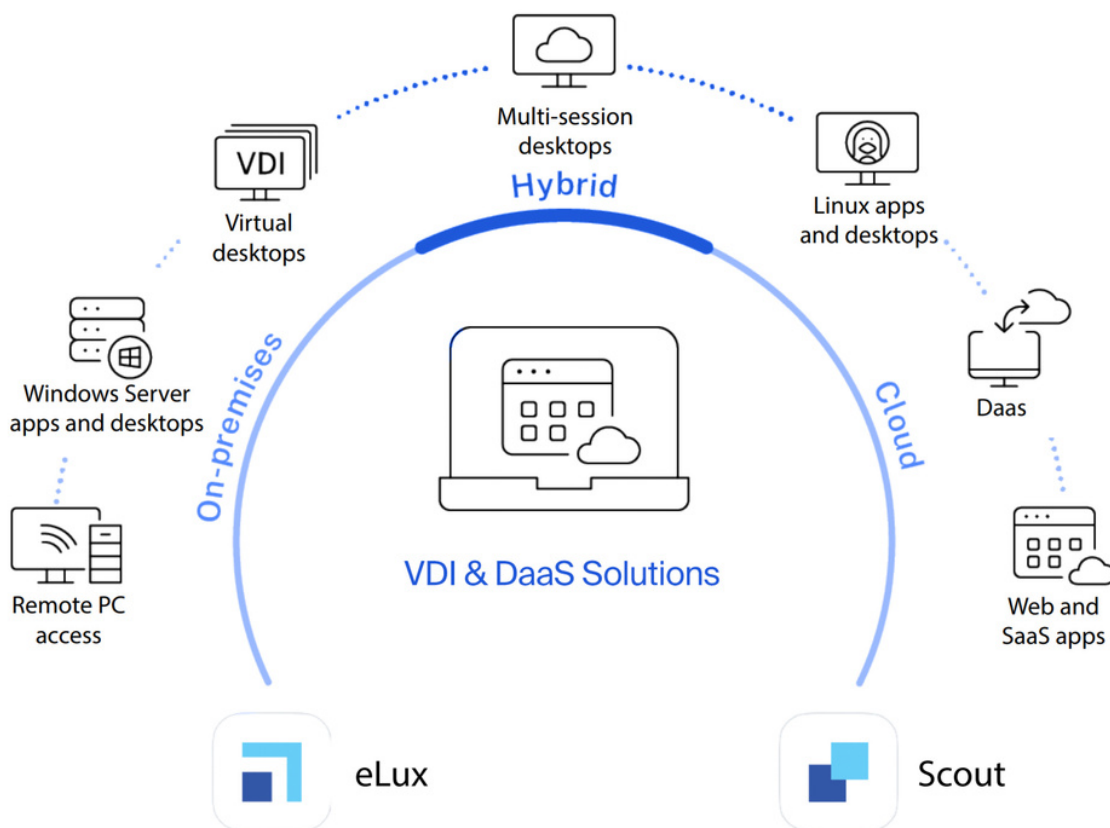 Multi-session
desktops
Hybrid
VDI
Virtual
desktops
Linux apps
and desktops
On-premises
Windows Server
apps and desktops
Cloud
Daas
Remote PC
access
VDI & DaaS Solutions
Web and
SaaS apps
eLux
Scout